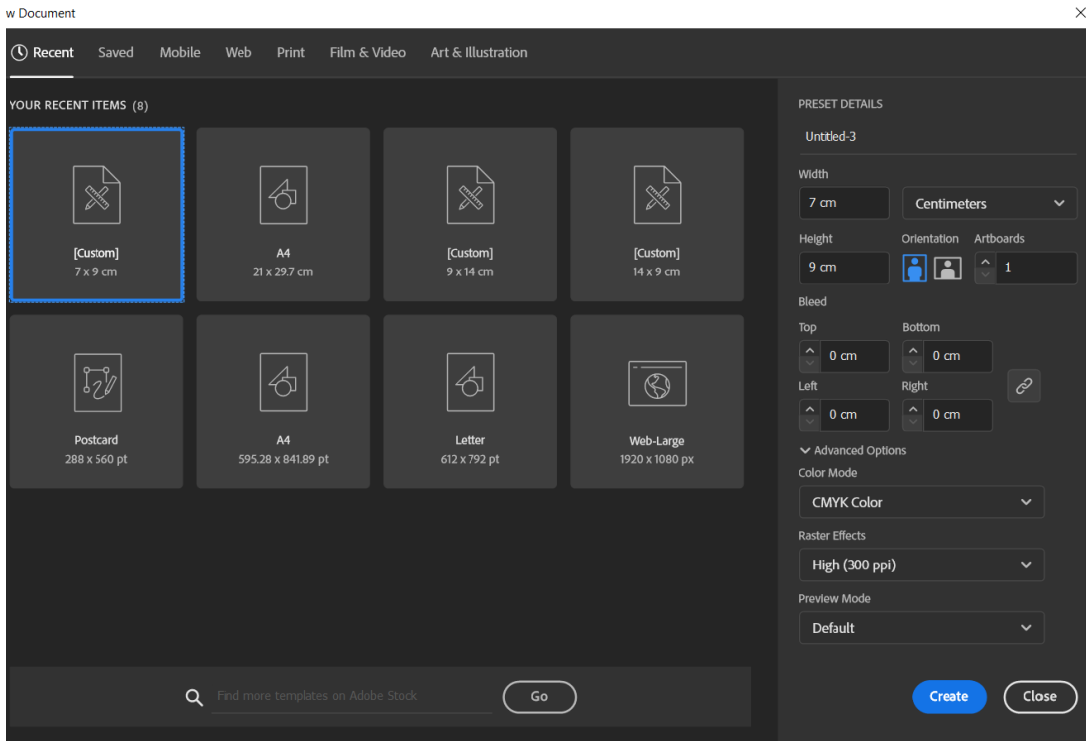 w Document
Recent Saved Mobile Web Print Film & Video Art & Illustration
YOUR RECENT ITEMS (8)
[Custom]
7 x 9 cm
A4
21 x 29.7 cm
[Custom]
9 x 14 cm
[Custom]
14 x 9 cm
Postcard
288 x 560 pt
A4
595.28 x 841.89 pt
Letter
612 x 792 pt
Web-Large
1920 x 1080 px
Find more templates on Adobe Stock
Go
PRESET DETAILS
Untitled-3
Width
7 cm Centimeters
Height Orientation Artboards
9 cm 1
Bleed
Top Bottom
0 cm 0 cm
Left Right
0 cm 0 cm
Advanced Options
Color Mode
CMYK Color
Raster Effects
High (300 ppi)
Preview Mode
Default
Create Close